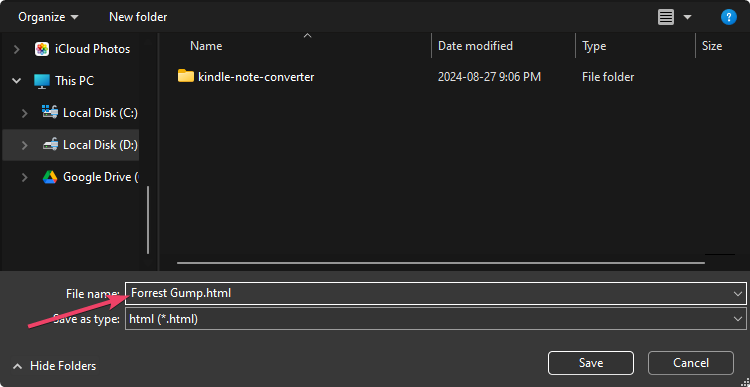 Organize New folder ?
Name Date modified Type Size
iCloud Photos
This PC
kindle-note-converter 2024-08-27 9:06 PM File folder
Local Disk (C:)
Local Disk (D:)
Google Drive (
File name: Forrest Gump.html
Save as type: html (*.html)
Hide Folders Save Cancel